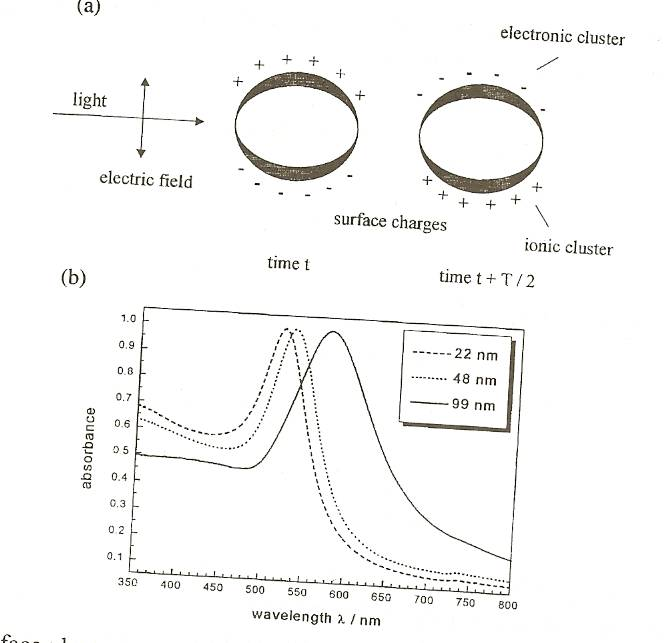 (a)
electronic cluster
+ + + + + +
- - - - - -
light
electric field
- - - - - -
+ + + + + + +
surface charges
ionic cluster
time t
time t + T / 2
(b)
1.0
0.9
0.8
0.7
0.6
0.5
0.4
0.3
0.2
0.1
absorbance
22 nm
48 nm
99 nm
350 400 450 500 550 600 650 700 750 800
wavelength λ / nm